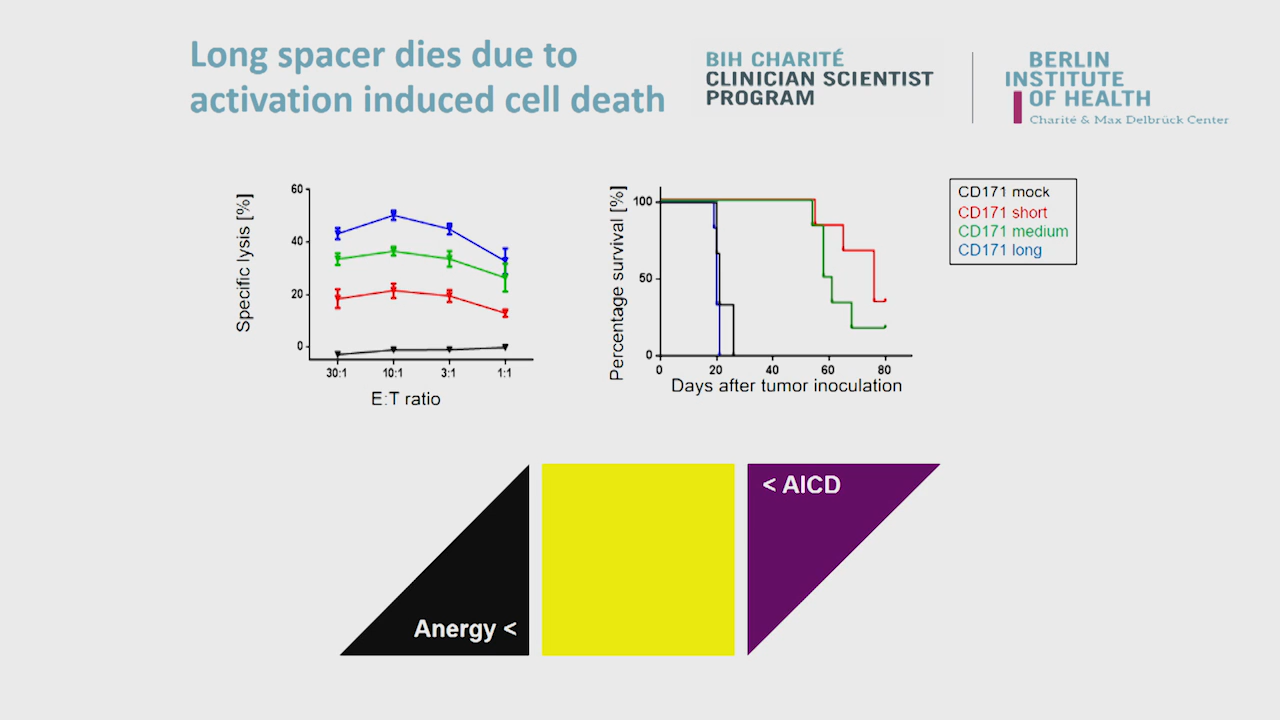 Long spacer dies due to
activation induced cell death
BIH CHARITÉ
CLINICIAN SCIENTIST
PROGRAM
BERLIN
INSTITUTE
OF HEALTH
Charité & Max Delbrück Center
Specific lysis [%]
60
40
20
0
30:1 10:1 3:1 1:1
E:T ratio
Percentage survival [%]
100
50
0
0 20 40 60 80
Days after tumor inoculation
CD171 mock
CD171 short
CD171 medium
CD171 long
Anergy <
< AICD